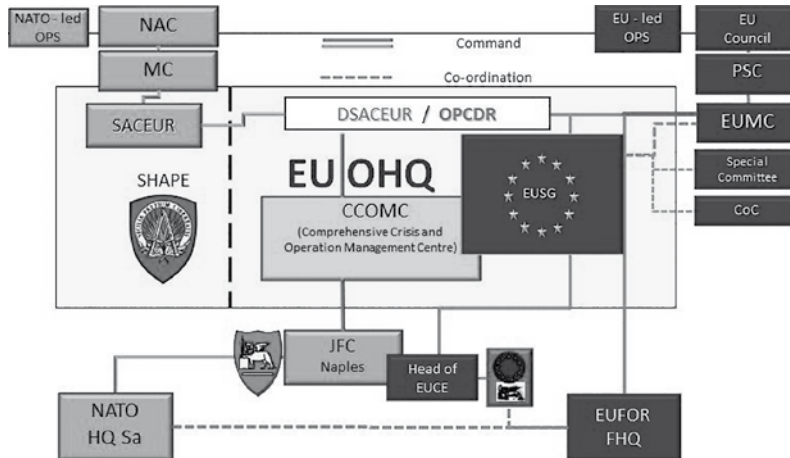 NATO - led
OPS
NAC
EU - led
OPS
EU
Council
Command
Co-ordination
MC
PSC
SACEUR
DSACEUR / OPCDR
EUMC
SHAPE
EU OHQ
EUSG
Special
Committee
CCOMC
(Comprehensive Crisis and
Operation Management Centre)
CoC
JFC
Naples
Head of
EUCE
NATO
HQ Sa
EUFOR
FHQ